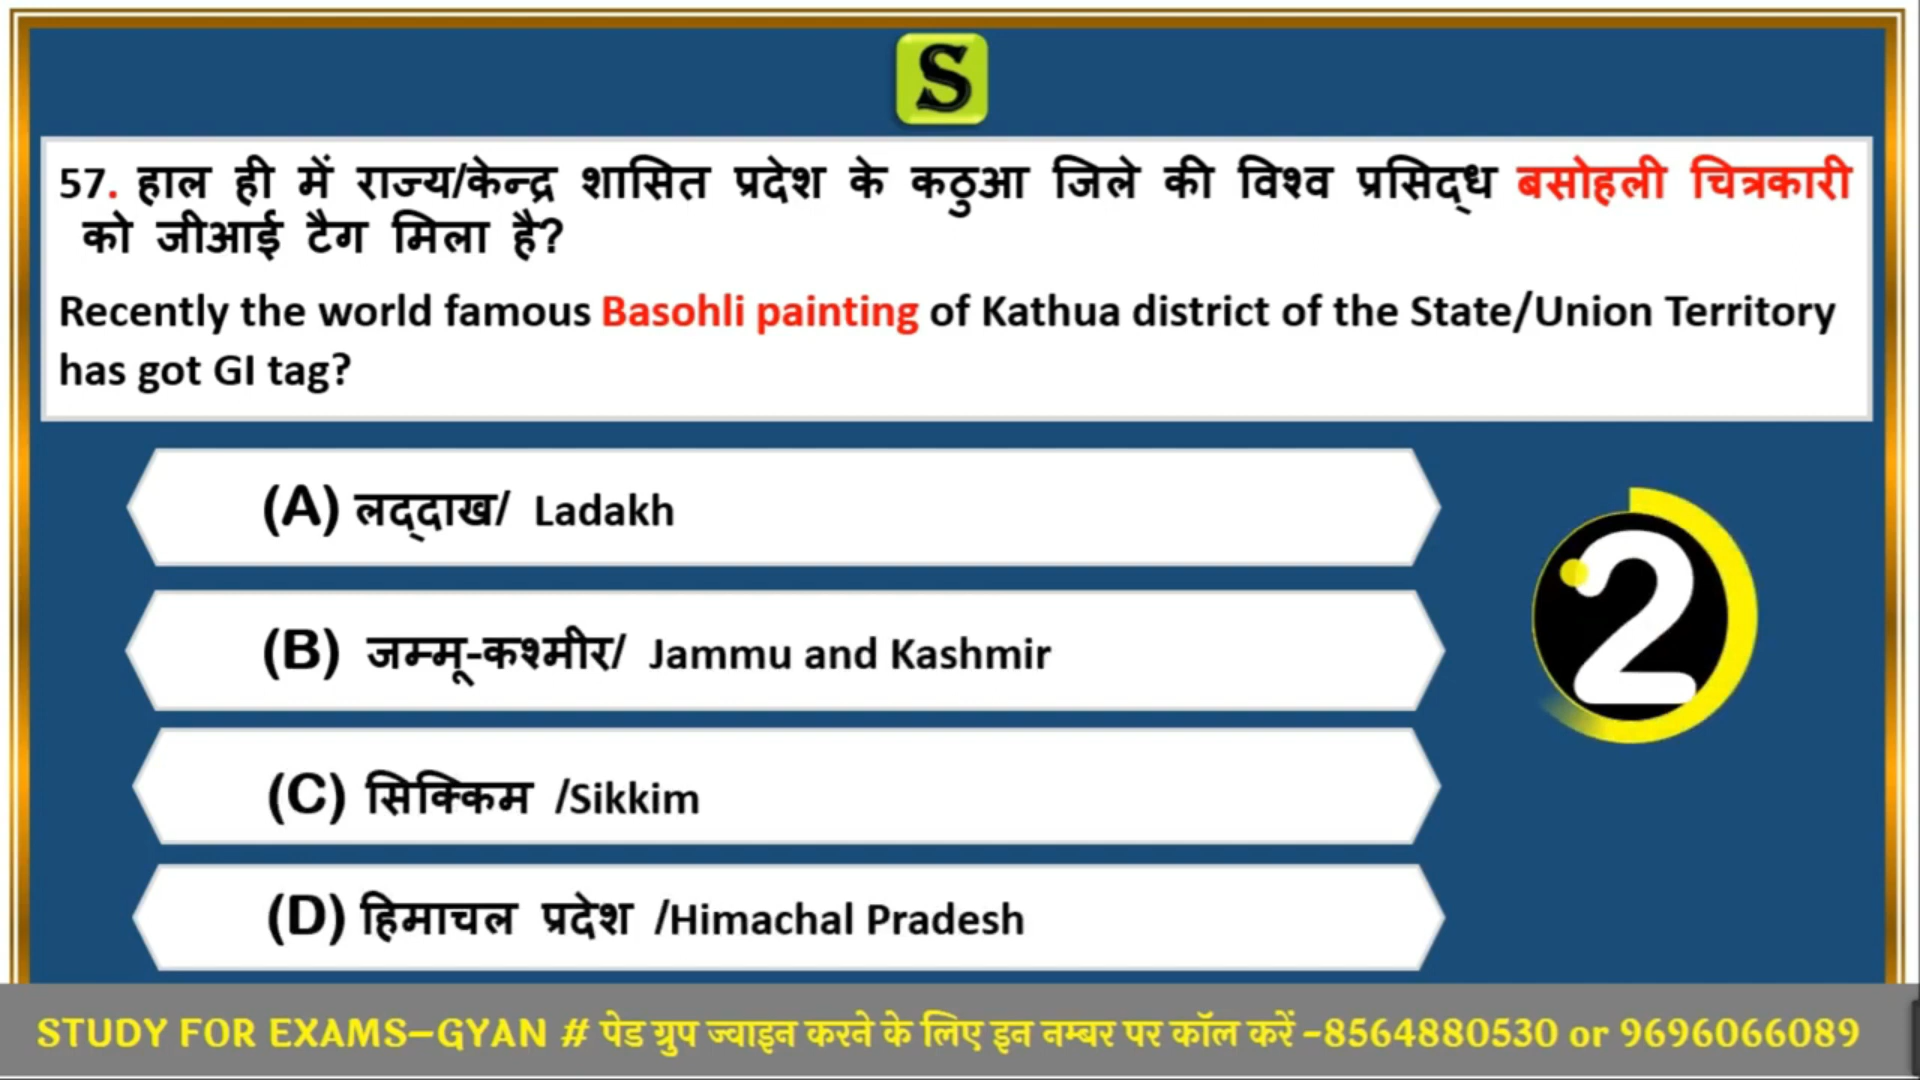 S
57. हाल ही में राज्य/केन्द्र शासित प्रदेश के कठुआ जिले की विश्व प्रसिद्ध बसोहली चित्रकारी
को जीआई टैग मिला है?
Recently the world famous Basohli painting of Kathua district of the State/Union Territory
has got GI tag?
(A) लद्दाख/ Ladakh
(B) जम्मू-कश्मीर/ Jammu and Kashmir
2
(C) सिक्किम /Sikkim
(D) हिमाचल प्रदेश /Himachal Pradesh
STUDY FOR EXAMS–GYAN # पेड ग्रुप ज्वाइन करने के लिए इन नम्बर पर कॉल करें -8564880530 or 9696066089